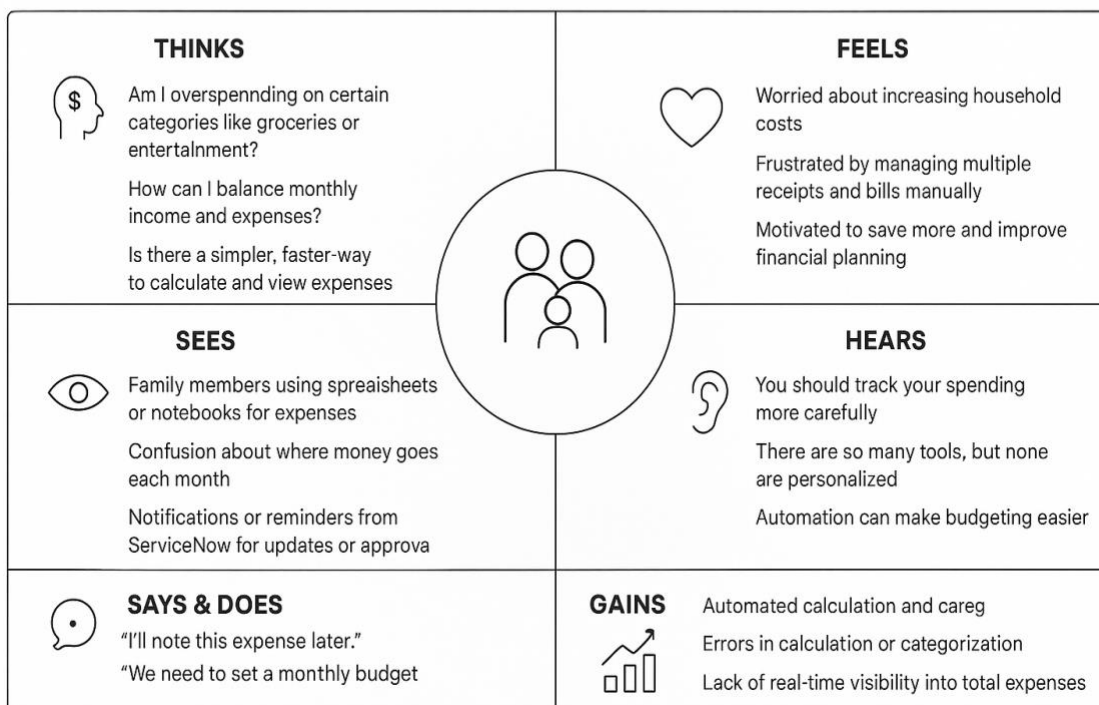 THINKS
$
Am I overspennding on certain
categories like groceries or
entertalnment?
How can I balance monthly
income and expenses?
Is there a simpler, faster-way
to calculate and view expenses
FEELS
Worried about increasing household
costs
Frustrated by managing multiple
receipts and bills manually
Motivated to save more and improve
financial planning
SEES
Family members using spreaisheets
or notebooks for expenses
Confusion about where money goes
each month
Notifications or reminders from
ServiceNow for updates or approva
HEARS
You should track your spending
more carefully
There are so many tools, but none
are personalized
Automation can make budgeting easier
SAYS & DOES
“I’ll note this expense later.”
“We need to set a monthly budget
GAINS
Automated calculation and careg
Errors in calculation or categorization
Lack of real-time visibility into total expenses